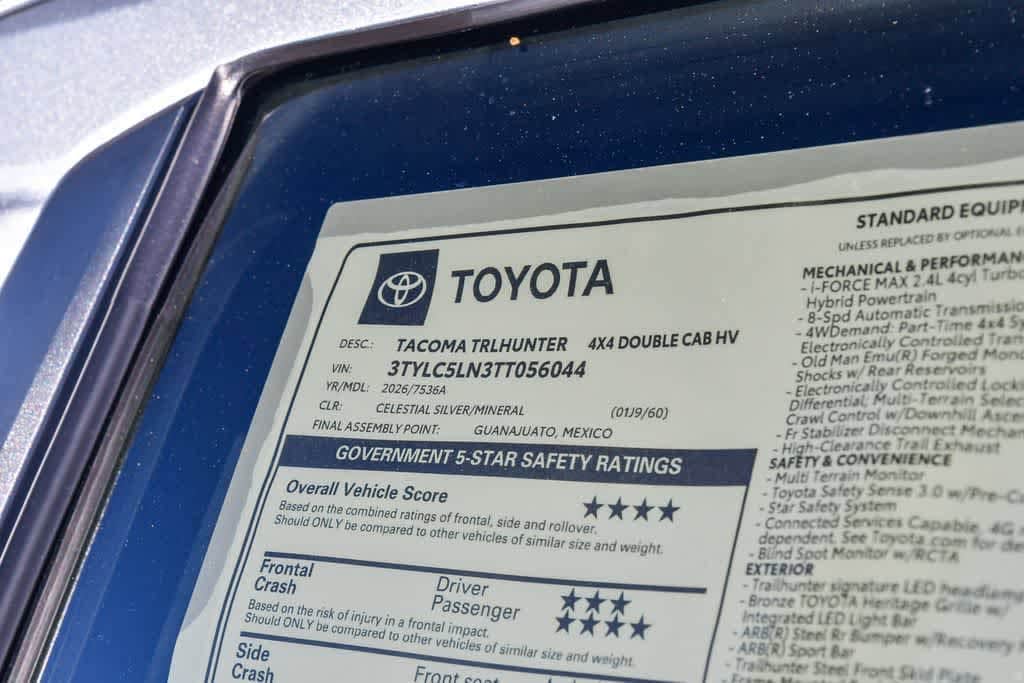 TOYOTA
DESC.: TACOMA TRLHUNTER 4X4 DOUBLE CAB HV
VIN: 3TYLC5LN3TT056044
YR/MDL: 2026/7536A
CLR: CELESTIAL SILVER/MINERAL (01J9/60)
FINAL ASSEMBLY POINT: GUANAJUATO, MEXICO
GOVERNMENT 5-STAR SAFETY RATINGS
Overall Vehicle Score ★★★★
Based on the combined ratings of frontal, side and rollover.
Should ONLY be compared to other vehicles of similar size and weight.
Frontal Driver ★★★
Crash Passenger ★★★★
Based on the risk of injury in a frontal impact.
Should ONLY be compared to other vehicles of similar size and weight.
Side Front seat
Crash
STANDARD EQUIP
UNLESS REPLACED BY OPTIONAL
MECHANICAL & PERFORMAN
- i-FORCE MAX 2.4L 4cyl Turbo
Hybrid Powertrain
- 8-Spd Automatic Transmissio
- 4WDemand: Part-Time 4x4 Sy
Electronically Controlled Tran
- Old Man Emu(R) Forged Mono
Shocks w/ Rear Reservoirs
- Electronically Controlled Locki
Differential; Multi-Terrain Selec
Crawl Control w/Downhill Asce
- Fr Stabilizer Disconnect Mechan
- High-Clearance Trail Exhaust
SAFETY & CONVENIENCE
- Multi Terrain Monitor
- Toyota Safety Sense 3.0 w/Pre-C
- Star Safety System
- Connected Services Capable, 4G
dependent. See Toyota.com for de
- Blind Spot Monitor w/RCTA
EXTERIOR
- Trailhunter signature LED headlamp
- Bronze TOYOTA Heritage Grille w/
Integrated LED Light Bar
- ARB(R) Steel Rr Bumper w/Recovery
- ARB(R) Sport Bar
- Trailhunter Steel Front Skid Plate